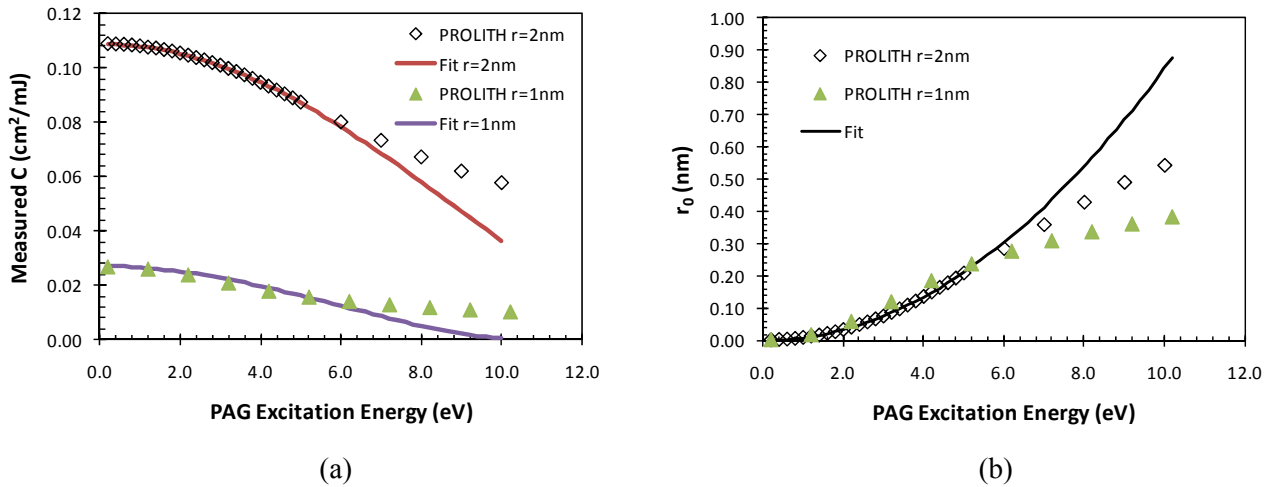 0.12
0.10
0.08
0.06
0.04
0.02
0.00
Measured C (cm²/mJ)
PROLITH r=2nm
Fit r=2nm
PROLITH r=1nm
Fit r=1nm
0.0 2.0 4.0 6.0 8.0 10.0 12.0
PAG Excitation Energy (eV)
(a)
1.00
0.90
0.80
0.70
0.60
0.50
0.40
0.30
0.20
0.10
0.00
r₀ (nm)
PROLITH r=2nm
PROLITH r=1nm
Fit
0.0 2.0 4.0 6.0 8.0 10.0 12.0
PAG Excitation Energy (eV)
(b)